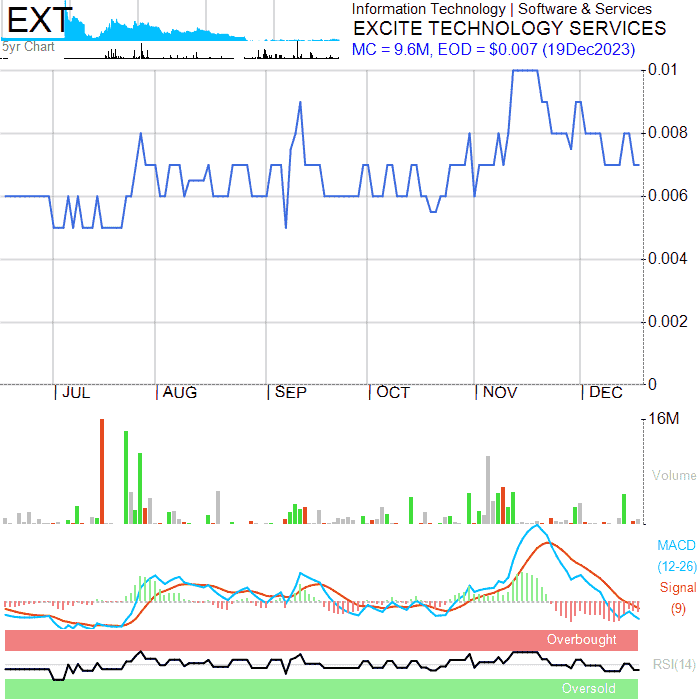 EXT
5yr Chart
Information Technology | Software & Services
EXCITE TECHNOLOGY SERVICES
MC = 9.6M, EOD = $0.007 (19Dec2023)
0.01
0.008
0.006
0.004
0.002
0
JUL AUG SEP OCT NOV DEC
16M
Volume
MACD
(12-26)
Signal
(9)
Overbought
RSI(14)
Oversold